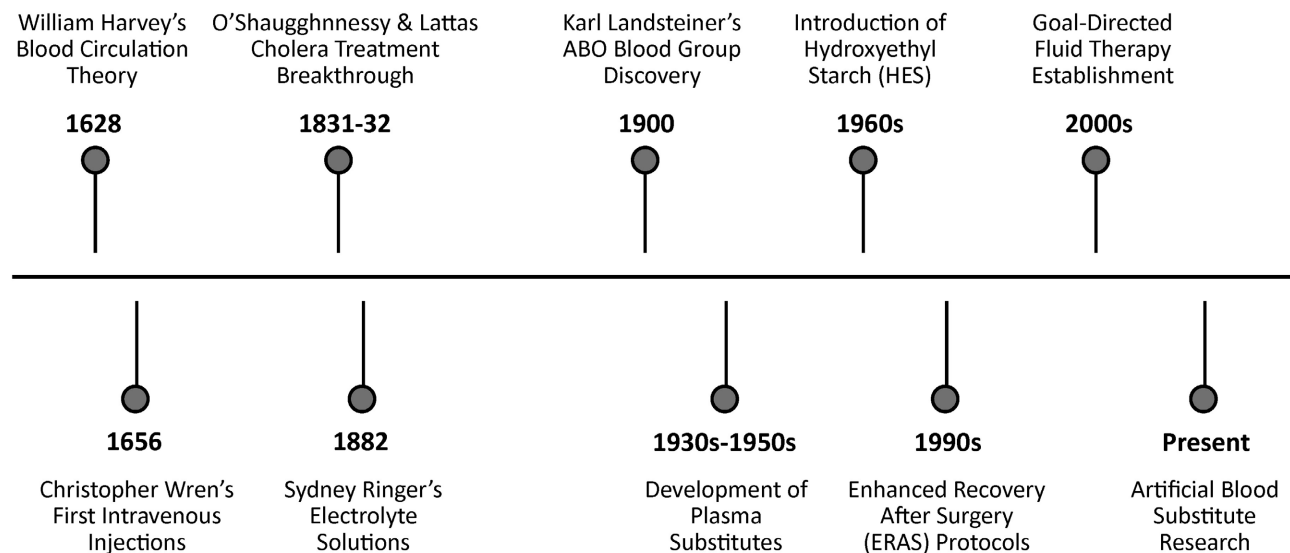 William Harvey’s
Blood Circulation
Theory
1628
O’Shaugghnnessy & Lattas
Cholera Treatment
Breakthrough
1831-32
Karl Landsteiner’s
ABO Blood Group
Discovery
1900
Introduction of
Hydroxyethyl
Starch (HES)
1960s
Goal-Directed
Fluid Therapy
Establishment
2000s
1656
Christopher Wren’s
First Intravenous
Injections
1882
Sydney Ringer’s
Electrolyte
Solutions
1930s-1950s
Development of
Plasma
Substitutes
1990s
Enhanced Recovery
After Surgery
(ERAS) Protocols
Present
Artificial Blood
Substitute
Research